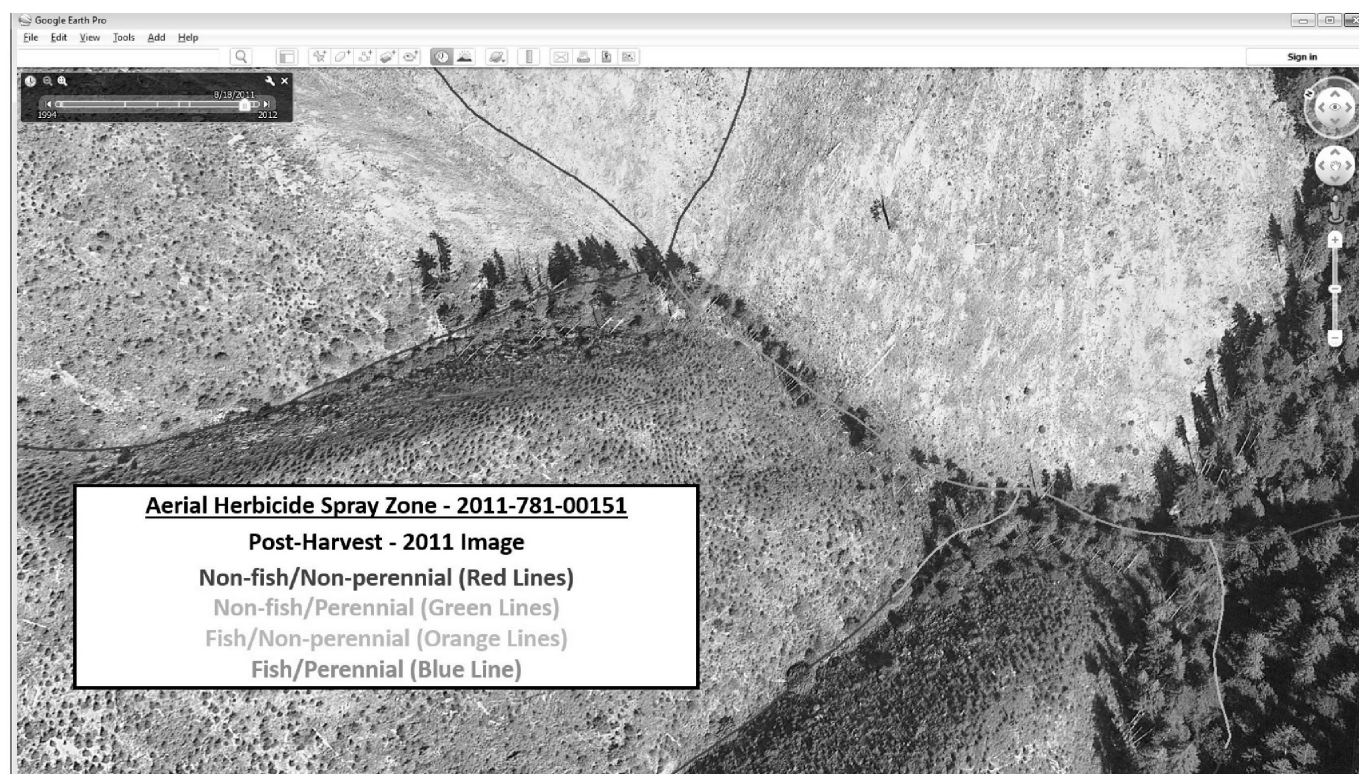 Google Earth Pro
File Edit View Tools Add Help
Sign in
8/18/2011
1994 2012
Aerial Herbicide Spray Zone - 2011-781-00151
Post-Harvest - 2011 Image
Non-fish/Non-perennial (Red Lines)
Non-fish/Perennial (Green Lines)
Fish/Non-perennial (Orange Lines)
Fish/Perennial (Blue Line)